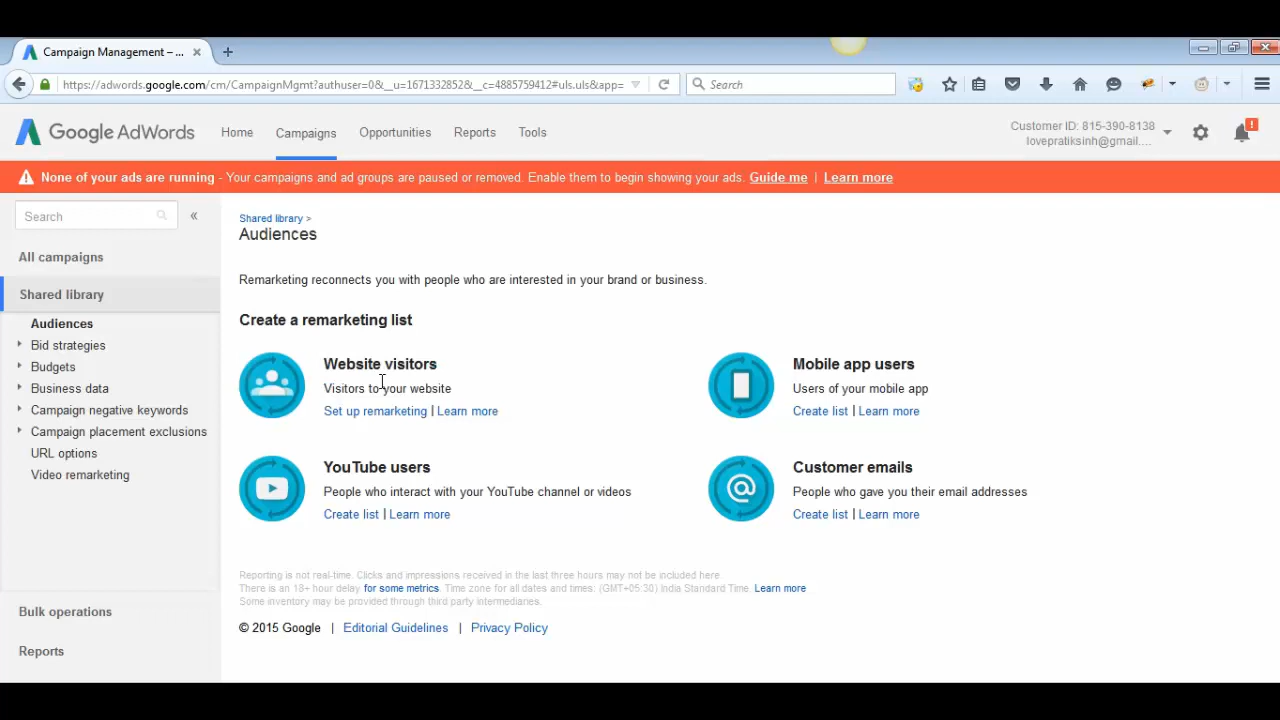 Campaign Management – ...
https://adwords.google.com/cm/CampaignMgmt?authuser=0&__u=1671332852&__c=4885759412#uls.uls&app=
Search
Google AdWords
Home
Campaigns
Opportunities
Reports
Tools
Customer ID: 815-390-8138
lovepratiksinh@gmail....
!
None of your ads are running - Your campaigns and ad groups are paused or removed. Enable them to begin showing your ads. Guide me | Learn more
Search
«
All campaigns
Shared library
Audiences
Bid strategies
Budgets
Business data
Campaign negative keywords
Campaign placement exclusions
URL options
Video remarketing
Bulk operations
Reports
Shared library >
Audiences
Remarketing reconnects you with people who are interested in your brand or business.
Create a remarketing list
Website visitors
Visitors to your website
Set up remarketing | Learn more
Mobile app users
Users of your mobile app
Create list | Learn more
YouTube users
People who interact with your YouTube channel or videos
Create list | Learn more
Customer emails
People who gave you their email addresses
Create list | Learn more
Reporting is not real-time. Clicks and impressions received in the last three hours may not be included here.
There is an 18+ hour delay for some metrics. Time zone for all dates and times: (GMT+05:30) India Standard Time. Learn more
Some inventory may be provided through third party intermediaries.
© 2015 Google | Editorial Guidelines | Privacy Policy